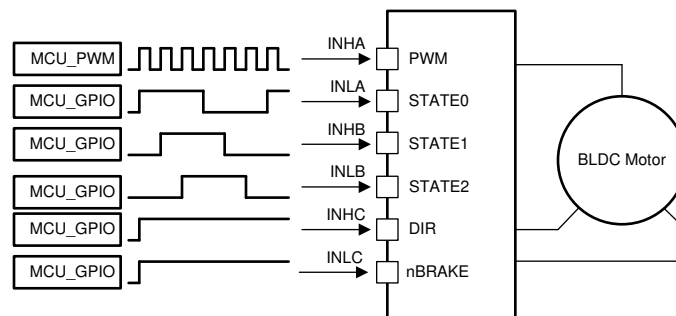 MCU_PWM INHA PWM
MCU_GPIO INLA STATE0
MCU_GPIO INHB STATE1
BLDC Motor
MCU_GPIO INLB STATE2
MCU_GPIO INHC DIR
MCU_GPIO INLC nBRAKE